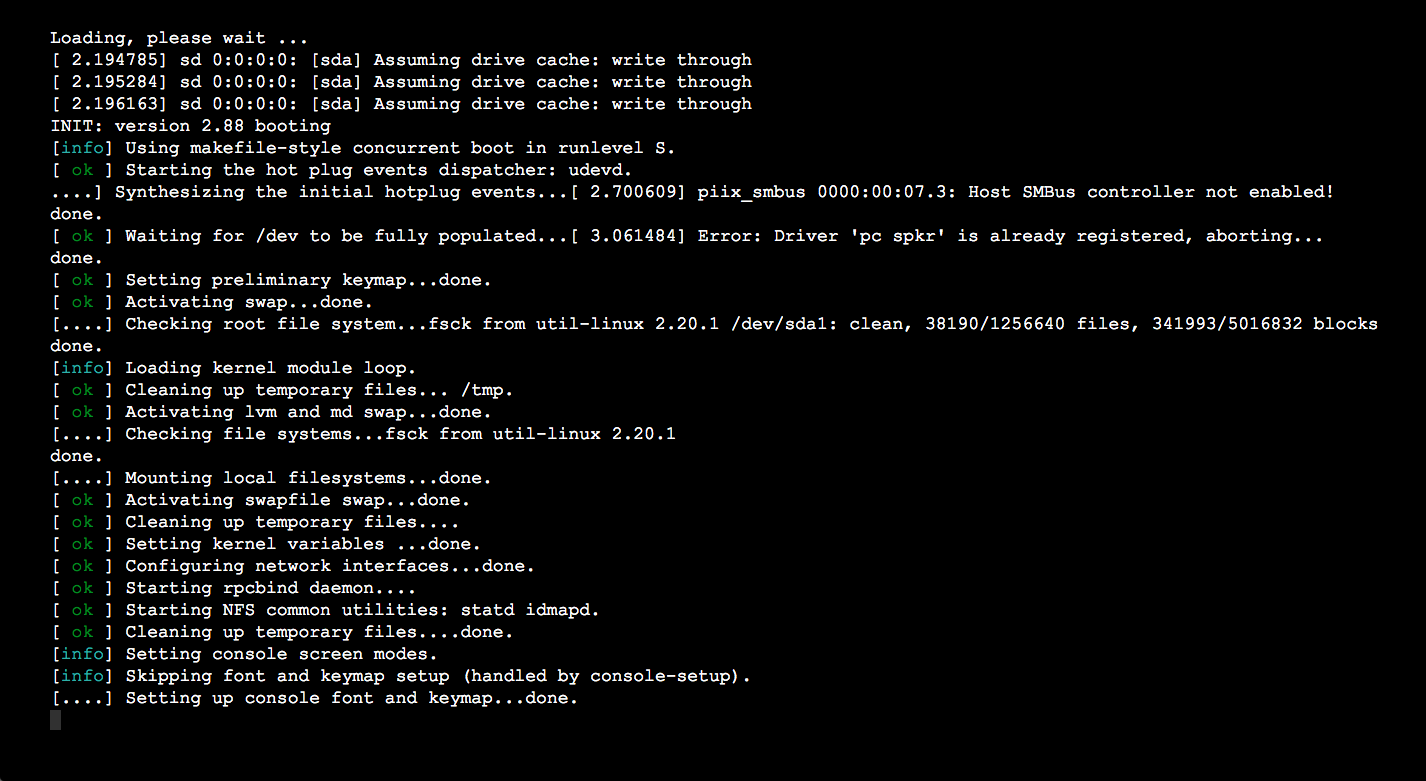 Loading, please wait ...
[ 2.194785] sd 0:0:0:0: [sda] Assuming drive cache: write through
[ 2.195284] sd 0:0:0:0: [sda] Assuming drive cache: write through
[ 2.196163] sd 0:0:0:0: [sda] Assuming drive cache: write through
INIT: version 2.88 booting
[info] Using makefile-style concurrent boot in runlevel S.
[ ok ] Starting the hot plug events dispatcher: udevd.
....] Synthesizing the initial hotplug events...[ 2.700609] piix_smbus 0000:00:07.3: Host SMBus controller not enabled!
done.
[ ok ] Waiting for /dev to be fully populated...[ 3.061484] Error: Driver 'pc spkr' is already registered, aborting...
done.
[ ok ] Setting preliminary keymap...done.
[ ok ] Activating swap...done.
[....] Checking root file system...fsck from util-linux 2.20.1 /dev/sda1: clean, 38190/1256640 files, 341993/5016832 blocks
done.
[info] Loading kernel module loop.
[ ok ] Cleaning up temporary files... /tmp.
[ ok ] Activating lvm and md swap...done.
[....] Checking file systems...fsck from util-linux 2.20.1
done.
[....] Mounting local filesystems...done.
[ ok ] Activating swapfile swap...done.
[ ok ] Cleaning up temporary files....
[ ok ] Setting kernel variables ...done.
[ ok ] Configuring network interfaces...done.
[ ok ] Starting rpcbind daemon....
[ ok ] Starting NFS common utilities: statd idmapd.
[ ok ] Cleaning up temporary files....done.
[info] Setting console screen modes.
[info] Skipping font and keymap setup (handled by console-setup).
[....] Setting up console font and keymap...done.